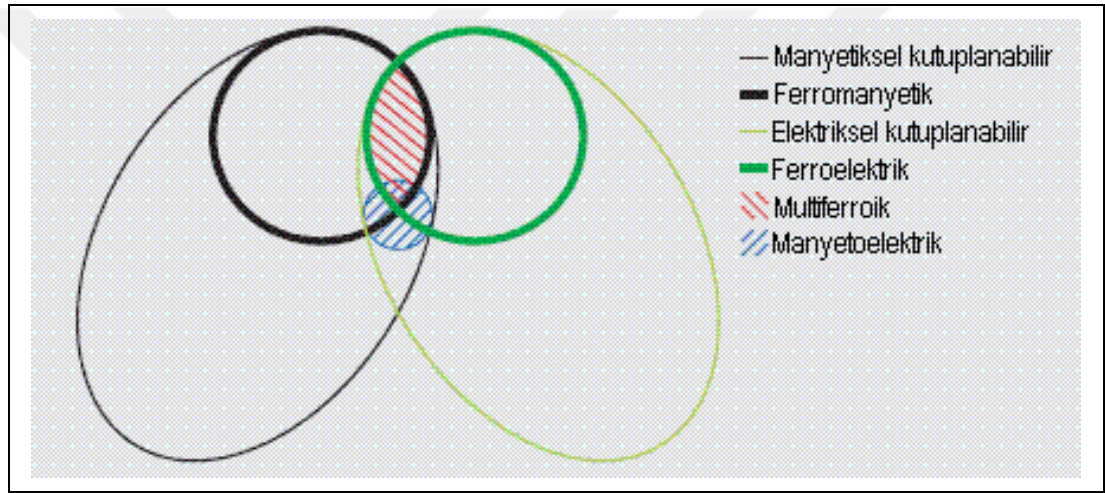 Manyetiksel kutuplanabilir
Ferromanyetik
Elektriksel kutuplanabilir
Ferroelektrik
Multiferroik
Manyetoelektrik